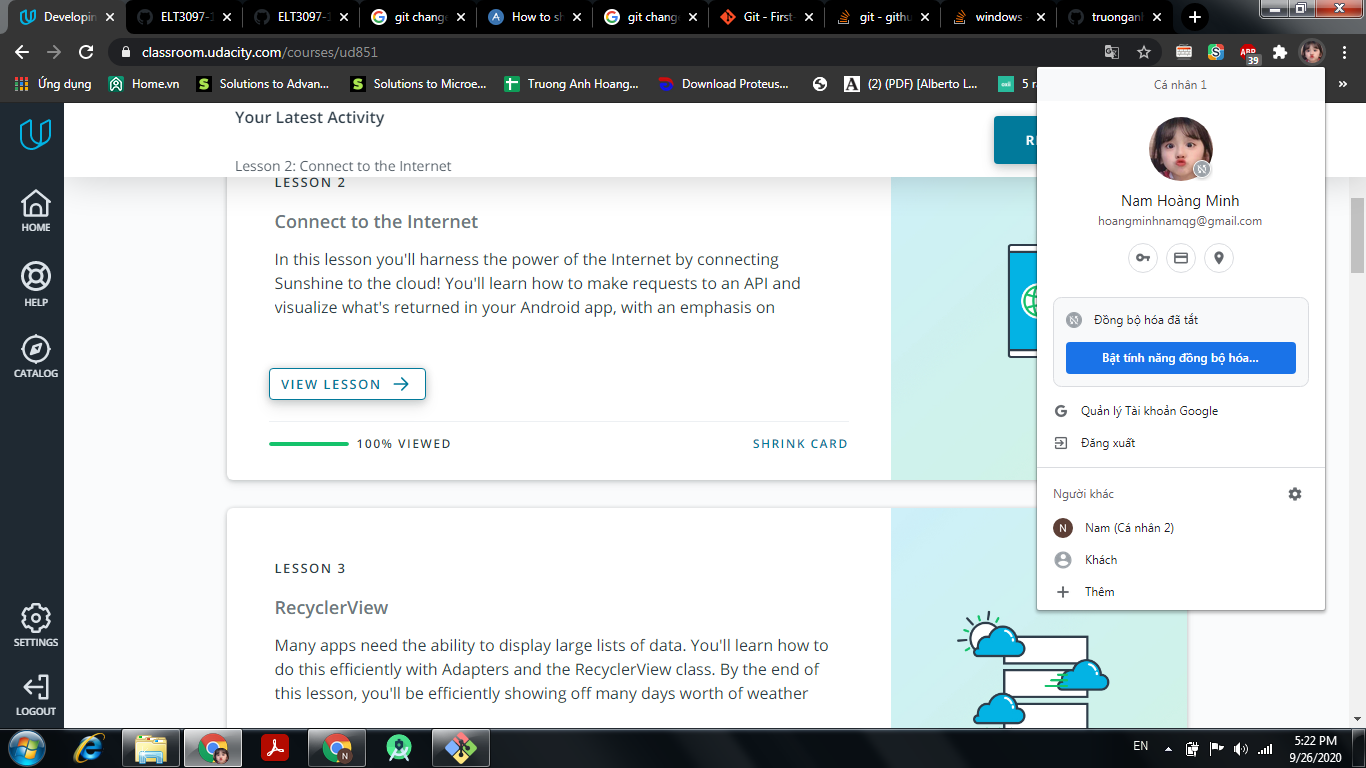 Developin
ELT3097-1
ELT3097-1
git change
How to sh
git change
Git - First-
git - githu
windows
truongan
classroom.udacity.com/courses/ud851
ABP
39
Ứng dụng
Home.vn
Solutions to Advan...
Solutions to Microe...
Truong Anh Hoang...
Download Proteus...
(2) (PDF) [Alberto L...
5 r
»
Cá nhân 1
Nam Hoàng Minh
hoangminhnamqg@gmail.com
Đồng bộ hóa đã tắt
Bật tính năng đồng bộ hóa...
Quản lý Tài khoản Google
Đăng xuất
Người khác
N
Nam (Cá nhân 2)
Khách
Thêm
HOME
HELP
CATALOG
SETTINGS
LOGOUT
Your Latest Activity
Lesson 2: Connect to the Internet
R
LESSON 2
Connect to the Internet
In this lesson you'll harness the power of the Internet by connecting
Sunshine to the cloud! You'll learn how to make requests to an API and
visualize what's returned in your Android app, with an emphasis on
VIEW LESSON
100% VIEWED
SHRINK CARD
LESSON 3
RecyclerView
Many apps need the ability to display large lists of data. You'll learn how to
do this efficiently with Adapters and the RecyclerView class. By the end of
this lesson, you'll be efficiently showing off many days worth of weather
N
EN
5:22 PM
9/26/2020